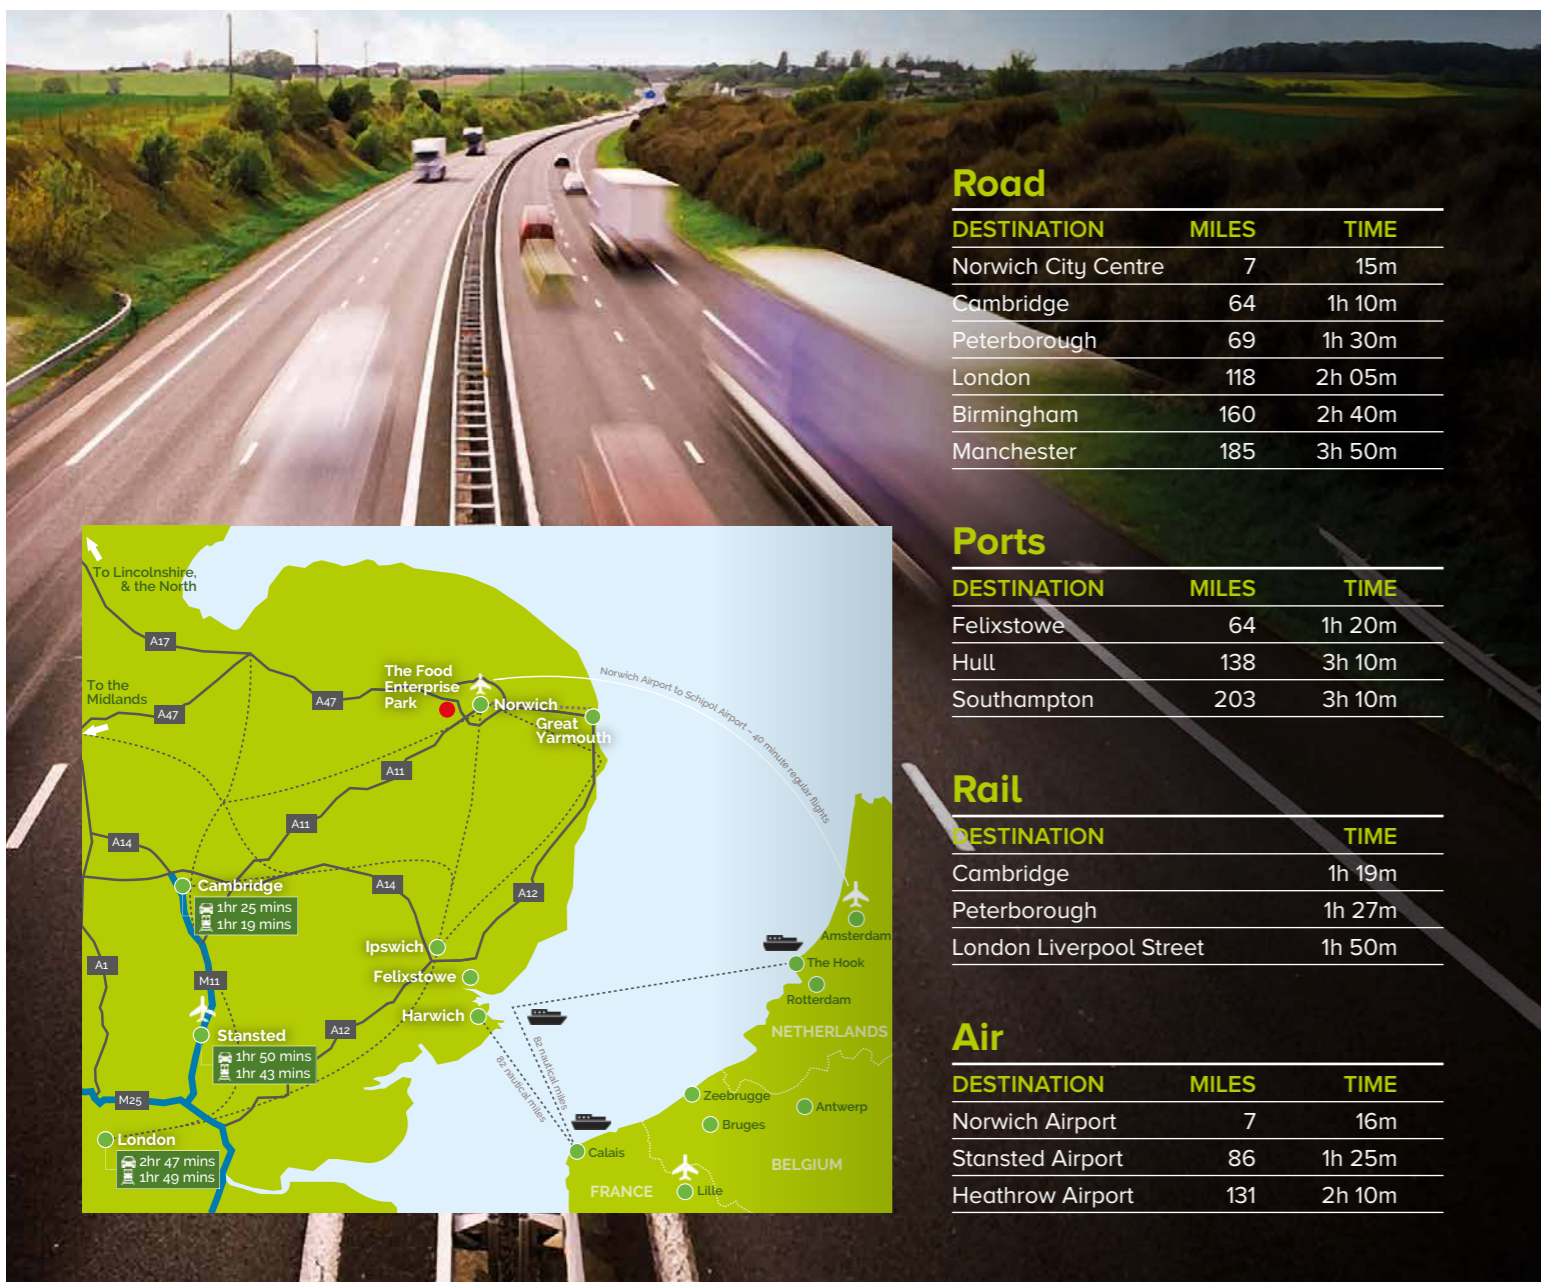 Road
DESTINATION MILES TIME
Norwich City Centre 7 15m
Cambridge 64 1h 10m
Peterborough 69 1h 30m
London 118 2h 05m
Birmingham 160 2h 40m
Manchester 185 3h 50m
Ports
DESTINATION MILES TIME
Felixstowe 64 1h 20m
Hull 138 3h 10m
Southampton 203 3h 10m
Rail
DESTINATION TIME
Cambridge 1h 19m
Peterborough 1h 27m
London Liverpool Street 1h 50m
Air
DESTINATION MILES TIME
Norwich Airport 7 16m
Stansted Airport 86 1h 25m
Heathrow Airport 131 2h 10m
To Lincolnshire,
& the North
A17
To the
Midlands
A47
A47
The Food
Enterprise
Park
Norwich
Great
Yarmouth
Norwich Airport to Schipol Airport – 40 minute regular flights
A11
A11
A14
Cambridge
1hr 25 mins
1hr 19 mins
A14
A12
Ipswich
Felixstowe
Harwich
A1
M11
Stansted
1hr 50 mins
1hr 43 mins
A12
M25
London
2hr 47 mins
1hr 49 mins
82 nautical miles
82 nautical miles
Amsterdam
The Hook
Rotterdam
NETHERLANDS
Zeebrugge
Antwerp
Bruges
Calais
BELGIUM
FRANCE
Lille